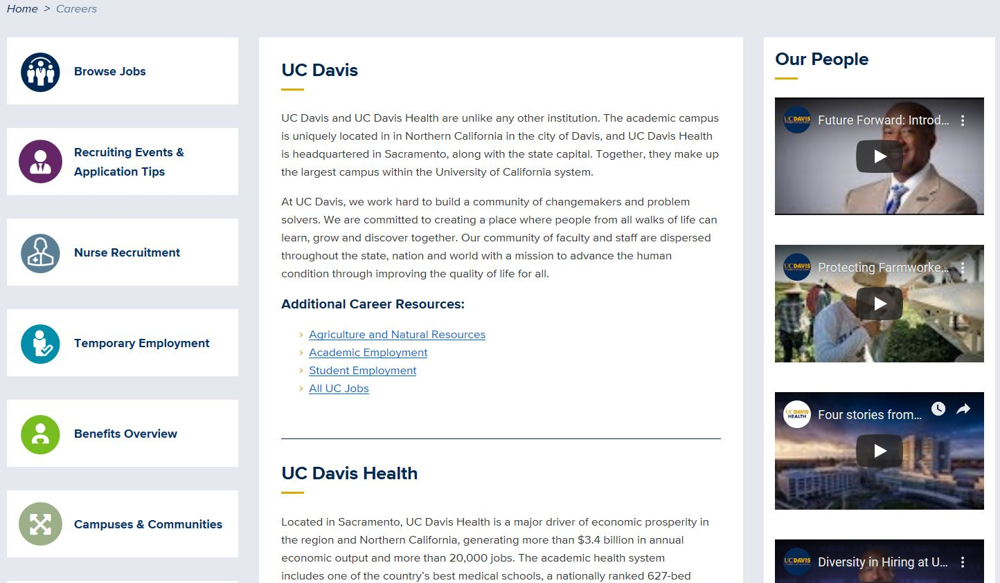 Home > Careers
Browse Jobs
Recruiting Events &
Application Tips
Nurse Recruitment
Temporary Employment
Benefits Overview
Campuses & Communities
UC Davis
UC Davis and UC Davis Health are unlike any other institution. The academic campus
is uniquely located in in Northern California in the city of Davis, and UC Davis Health
is headquartered in Sacramento, along with the state capital. Together, they make up
the largest campus within the University of California system.
At UC Davis, we work hard to build a community of changemakers and problem
solvers. We are committed to creating a place where people from all walks of life can
learn, grow and discover together. Our community of faculty and staff are dispersed
throughout the state, nation and world with a mission to advance the human
condition through improving the quality of life for all.
Additional Career Resources:
› Agriculture and Natural Resources
› Academic Employment
› Student Employment
› All UC Jobs
UC Davis Health
Located in Sacramento, UC Davis Health is a major driver of economic prosperity in
the region and Northern California, generating more than $3.4 billion in annual
economic output and more than 20,000 jobs. The academic health system
includes one of the country's best medical schools, a nationally ranked 627-bed
Our People
UCDAVIS
Future Forward: Introd...
UCDAVIS
Protecting Farmworke...
UCDAVIS
HEALTH
Four stories from...
UCDAVIS
Diversity in Hiring at U...